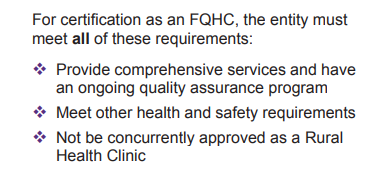 For certification as an FQHC, the entity must
meet all of these requirements:
❖ Provide comprehensive services and have
an ongoing quality assurance program
❖ Meet other health and safety requirements
❖ Not be concurrently approved as a Rural
Health Clinic